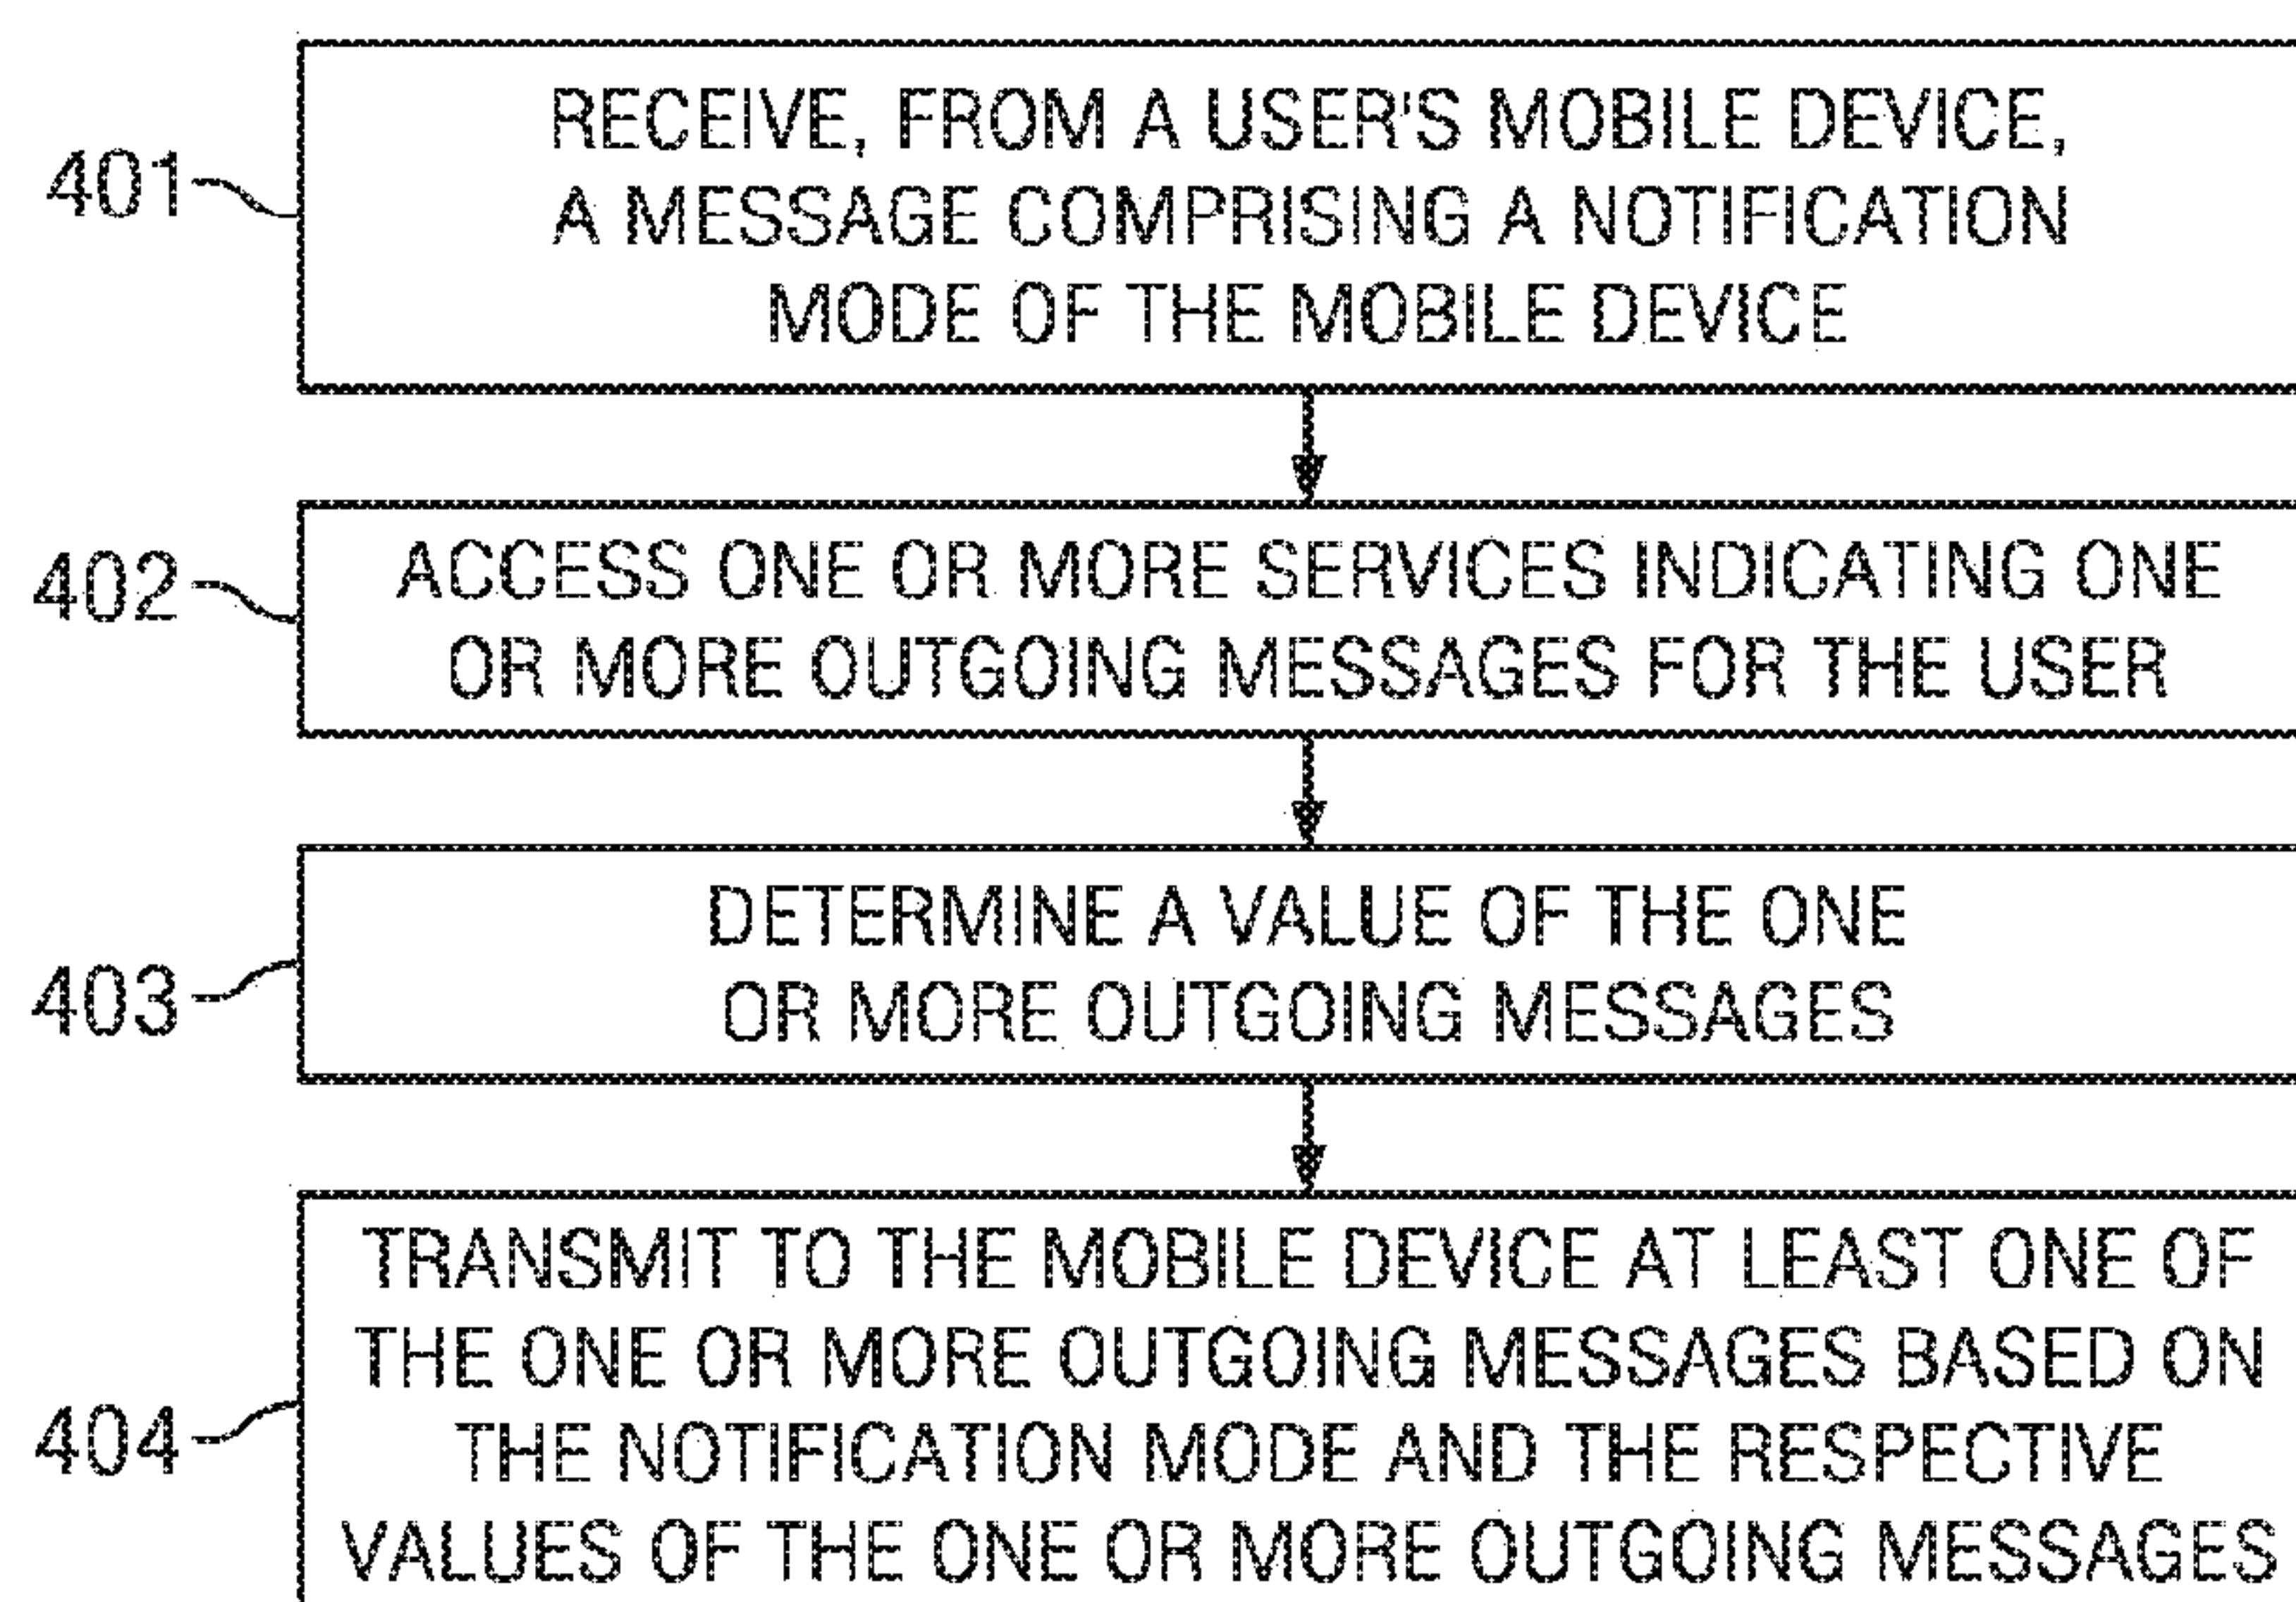 401
RECEIVE, FROM A USER'S MOBILE DEVICE,
A MESSAGE COMPRISING A NOTIFICATION
MODE OF THE MOBILE DEVICE
402
ACCESS ONE OR MORE SERVICES INDICATING ONE
OR MORE OUTGOING MESSAGES FOR THE USER
403
DETERMINE A VALUE OF THE ONE
OR MORE OUTGOING MESSAGES
404
TRANSMIT TO THE MOBILE DEVICE AT LEAST ONE OF
THE ONE OR MORE OUTGOING MESSAGES BASED ON
THE NOTIFICATION MODE AND THE RESPECTIVE
VALUES OF THE ONE OR MORE OUTGOING MESSAGES